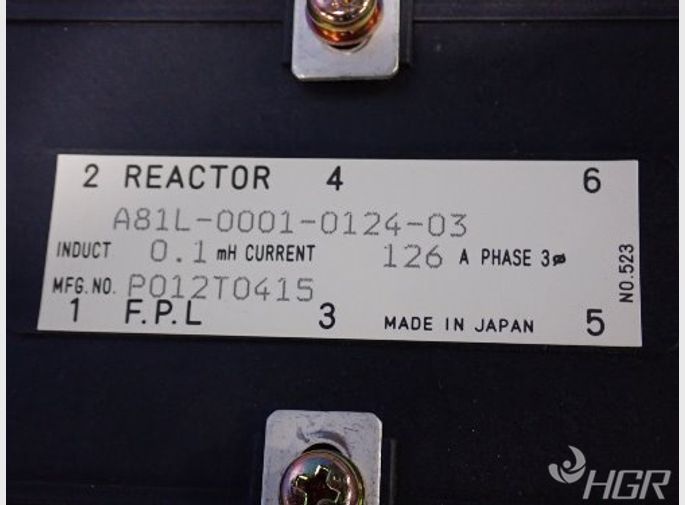 2 REACTOR 4 6
A81L-0001-0124-03
INDUCT 0.1 mH CURRENT 126 A PHASE 3ø
MFG.NO. P012T0415
1 F.P.L 3 MADE IN JAPAN 5
NO.523
HGR